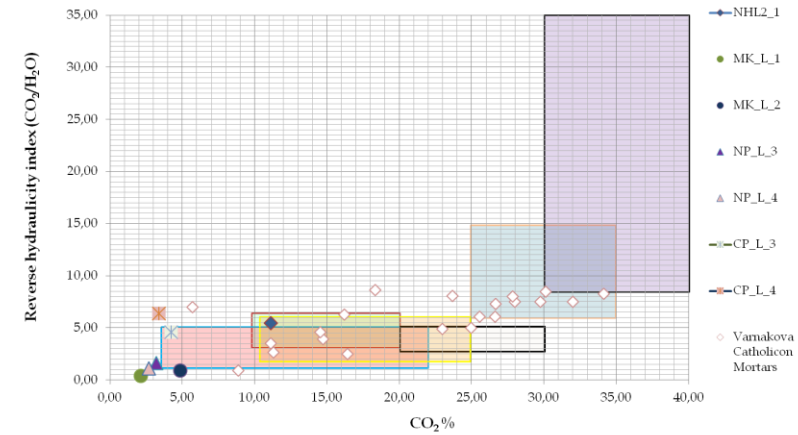 Reverse hydraulicity index (CO₂/H₂O)
35,00
30,00
25,00
20,00
15,00
10,00
5,00
0,00
0,00 5,00 10,00 15,00 20,00 25,00 30,00 35,00 40,00
CO₂ %
NHL2_1
MK_L_1
MK_L_2
NP_L_3
NP_L_4
CP_L_3
CP_L_4
Varnakova
Catholicon
Mortars